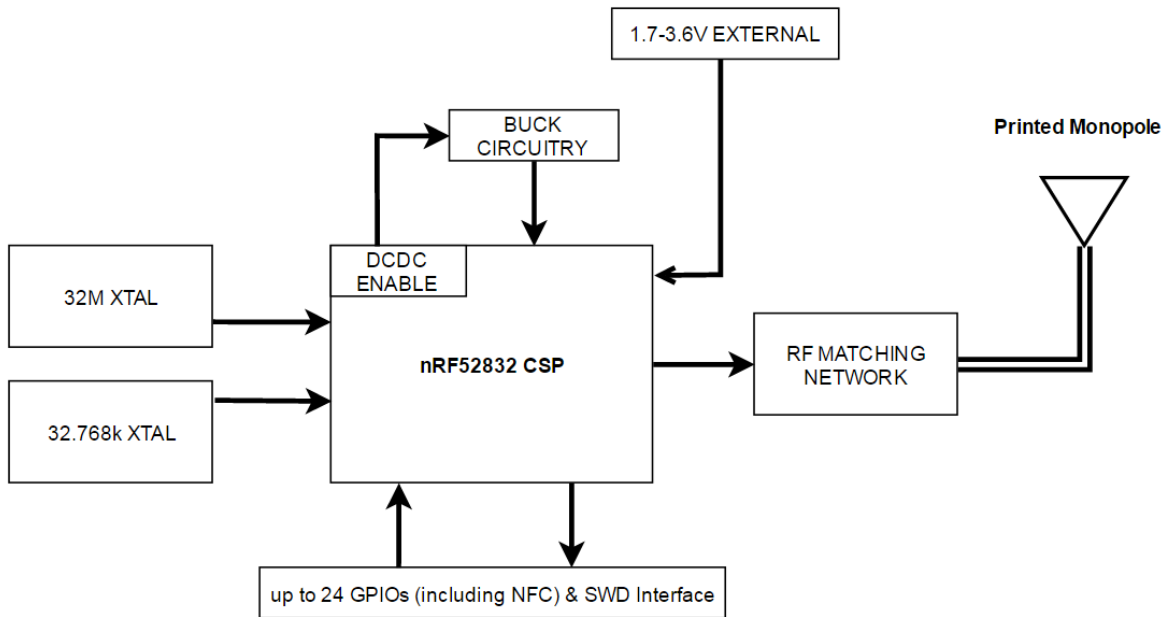 1.7-3.6V EXTERNAL
BUCK
CIRCUITRY
Printed Monopole
DCDC
ENABLE
32M XTAL
nRF52832 CSP
RF MATCHING
NETWORK
32.768k XTAL
up to 24 GPIOs (including NFC) & SWD Interface